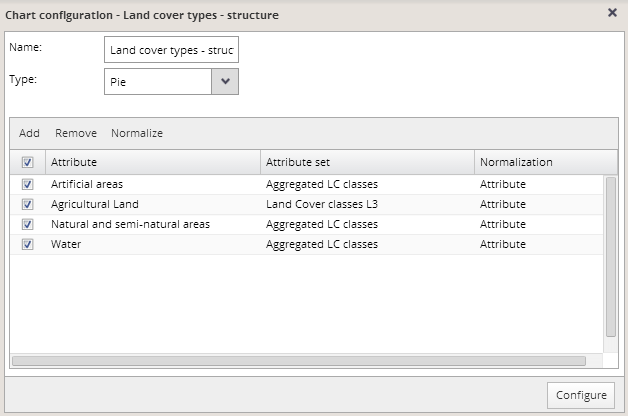 Chart configuration - Land cover types - structure
Name: Land cover types - struc
Type: Pie
Add Remove Normalize
Attribute Attribute set Normalization
Artificial areas Aggregated LC classes Attribute
Agricultural Land Land Cover classes L3 Attribute
Natural and semi-natural areas Aggregated LC classes Attribute
Water Aggregated LC classes Attribute
Configure